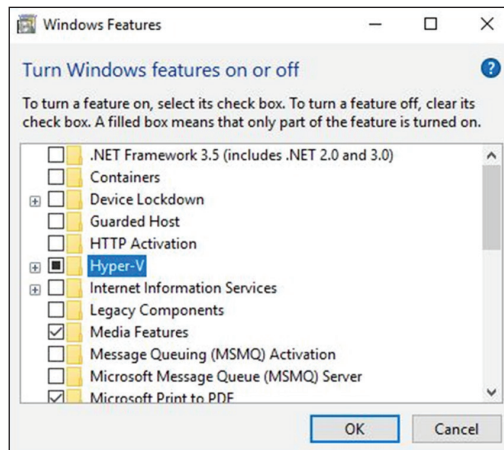 Windows Features
Turn Windows features on or off
To turn a feature on, select its check box. To turn a feature off, clear its
check box. A filled box means that only part of the feature is turned on.
.NET Framework 3.5 (includes .NET 2.0 and 3.0)
Containers
Device Lockdown
Guarded Host
HTTP Activation
Hyper-V
Internet Information Services
Legacy Components
Media Features
Message Queuing (MSMQ) Activation
Microsoft Message Queue (MSMQ) Server
Microsoft Print to PDF
OK
Cancel